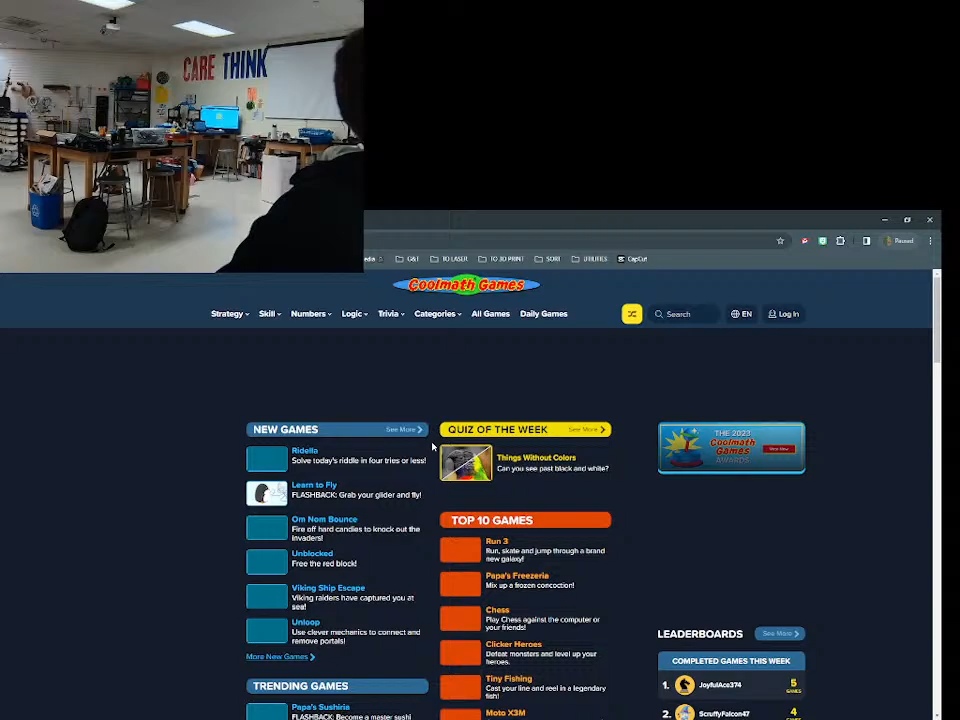 CARE THINK
Paused
G&T TO LASER TO 3D PRINT SORT UTILITIES CapCut
Coolmath Games
Strategy Skill Numbers Logic Trivia Categories All Games Daily Games Search EN Log In
NEW GAMES See More
Ridella
Solve today's riddle in four tries or less!
Learn to Fly
FLASHBACK: Grab your glider and fly!
Om Nom Bounce
Fire off hard candies to knock out the
invaders!
Unblocked
Free the red block!
Viking Ship Escape
Viking raiders have captured you at
sea!
Unloop
Use clever mechanics to connect and
remove portals!
More New Games
TRENDING GAMES
Papa's Sushiria
FLASHBACK: Become a master sushi
QUIZ OF THE WEEK See More
Things Without Colors
Can you see past black and white?
TOP 10 GAMES
Run 3
Run, skate and jump through a brand
new galaxy!
Papa's Freezeria
Mix up a frozen concoction!
Chess
Play Chess against the computer or
your friends!
Clicker Heroes
Defeat monsters and level up your
heroes.
Tiny Fishing
Cast your line and reel in a legendary
fish!
Moto X3M
THE 2023
Coolmath
Games
AWARDS
LEADERBOARDS See More
COMPLETED GAMES THIS WEEK
1. JoyfulAce374 5
GAMES
2. ScruffyFalcon47 4